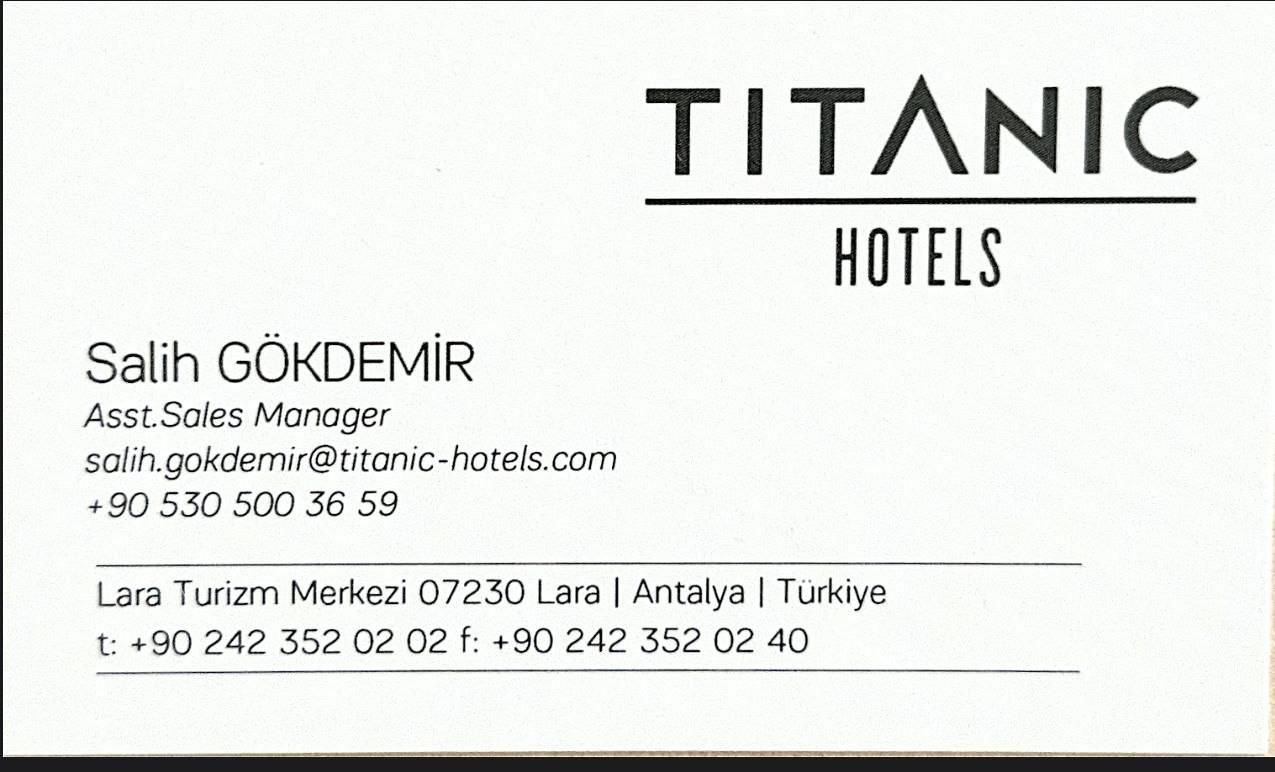 TITANIC
HOTELS
Salih GÖKDEMİR
Asst.Sales Manager
salih.gokdemir@titanic-hotels.com
+90 530 500 36 59
Lara Turizm Merkezi 07230 Lara | Antalya | Türkiye
t: +90 242 352 02 02 f: +90 242 352 02 40